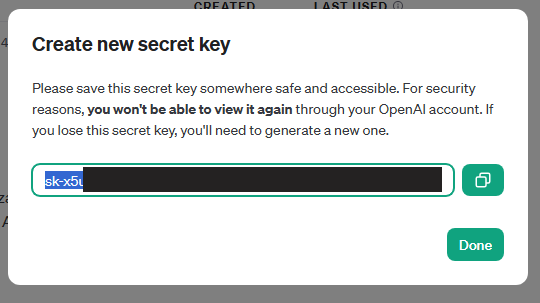 CREATED LAST USED
4
Create new secret key
Please save this secret key somewhere safe and accessible. For security
reasons, you won't be able to view it again through your OpenAI account. If
you lose this secret key, you'll need to generate a new one.
sk-x5u
za
A
Done